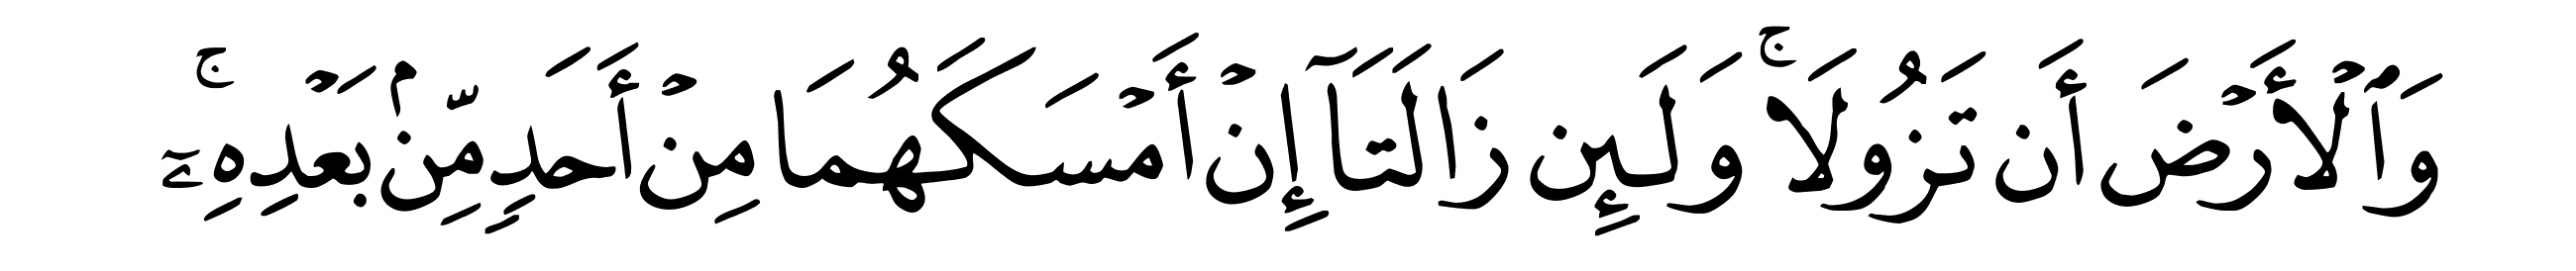 وَٱلۡأَرۡضَ أَن تَزُولَاۚ وَلَئِن زَالَتَآ إِنۡ أَمۡسَكَهُمَا مِنۡ أَحَدٖ مِّنۢ بَعۡدِهِۦٓۚ